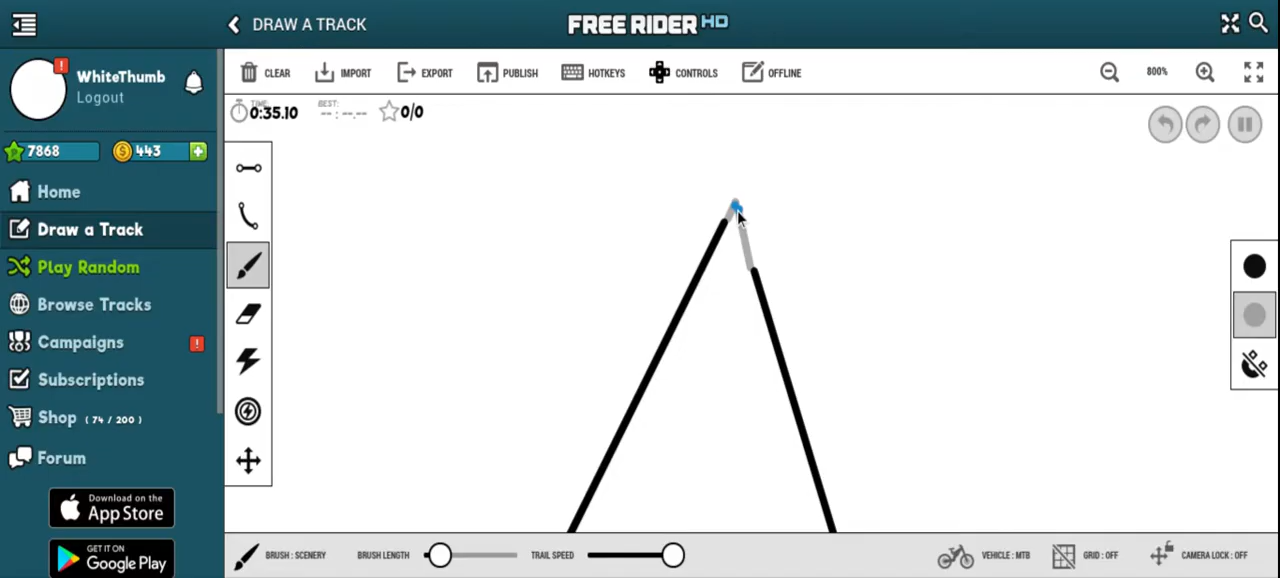 DRAW A TRACK
FREE RIDER HD
WhiteThumb
Logout
!
CLEAR
IMPORT
EXPORT
PUBLISH
HOTKEYS
CONTROLS
OFFLINE
800%
TIME:
0:35.10
BEST:
-- : --.--
0/0
7868
443
Home
Draw a Track
Play Random
Browse Tracks
Campaigns
!
Subscriptions
Shop ( 74 / 200 )
Forum
Download on the
App Store
GET IT ON
Google Play
BRUSH : SCENERY
BRUSH LENGTH
TRAIL SPEED
VEHICLE : MTB
GRID : OFF
CAMERA LOCK : OFF